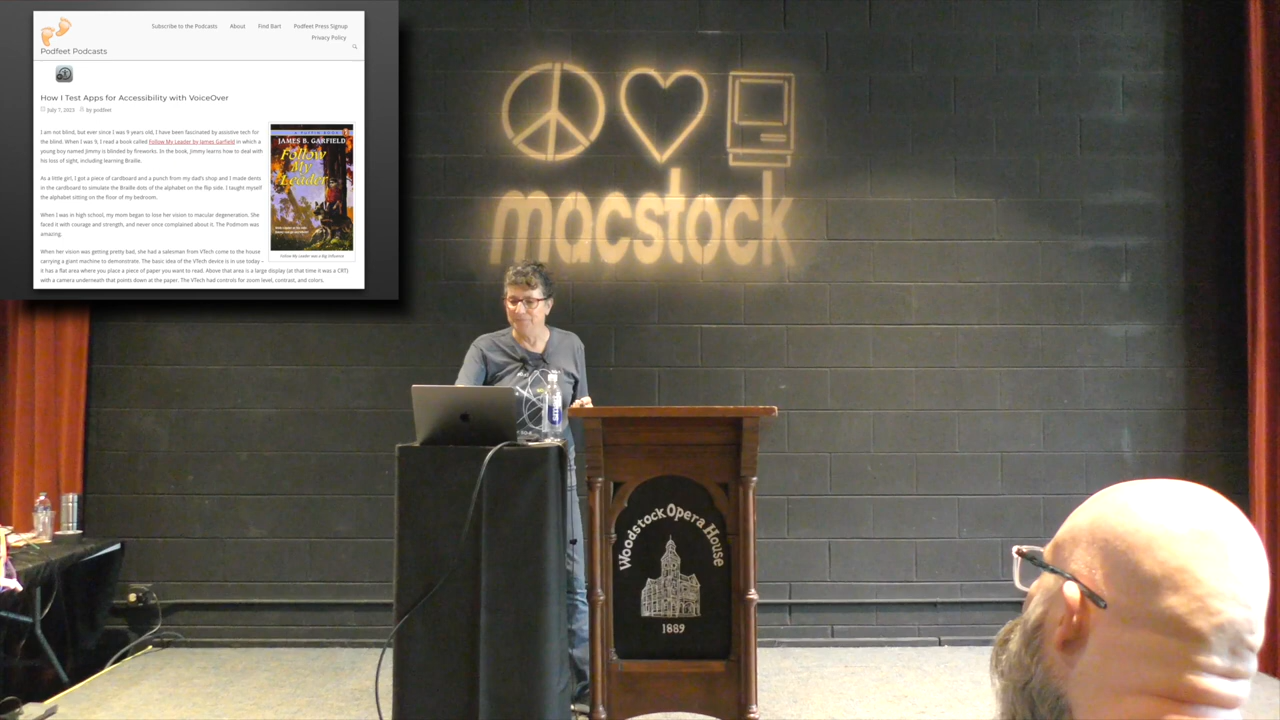 Subscribe to the Podcasts About Find Bart Podfeet Press Signup
Privacy Policy
Podfeet Podcasts
How I Test Apps for Accessibility with VoiceOver
July 7, 2023 by podfeet
I am not blind, but ever since I was 9 years old, I have been fascinated by assistive tech for
the blind. When I was 9, I read a book called Follow My Leader by James Garfield in which a
young boy named Jimmy is blinded by fireworks. In the book, Jimmy learns how to deal with
his loss of sight, including learning Braille.
As a little girl, I got a piece of cardboard and a punch from my dad's shop and I made dents
in the cardboard to simulate the Braille dots of the alphabet on the flip side. I taught myself
the alphabet sitting on the floor of my bedroom.
When I was in high school, my mom began to lose her vision to macular degeneration. She
faced it with courage and strength, and never once complained about it. The Podmom was
amazing.
When her vision was getting pretty bad, she had a salesman from VTech come to the house
carrying a giant machine to demonstrate. The basic idea of the VTech device is in use today –
it has a flat area where you place a piece of paper you want to read. Above that area is a large display (at that time it was a CRT)
with a camera underneath that points down at the paper. The VTech had controls for zoom level, contrast, and colors.
A PUFFIN BOOK
JAMES B. GARFIELD
Follow
My
Leader
Follow My Leader was a big influence
macstock
Woodstock Opera House
1889